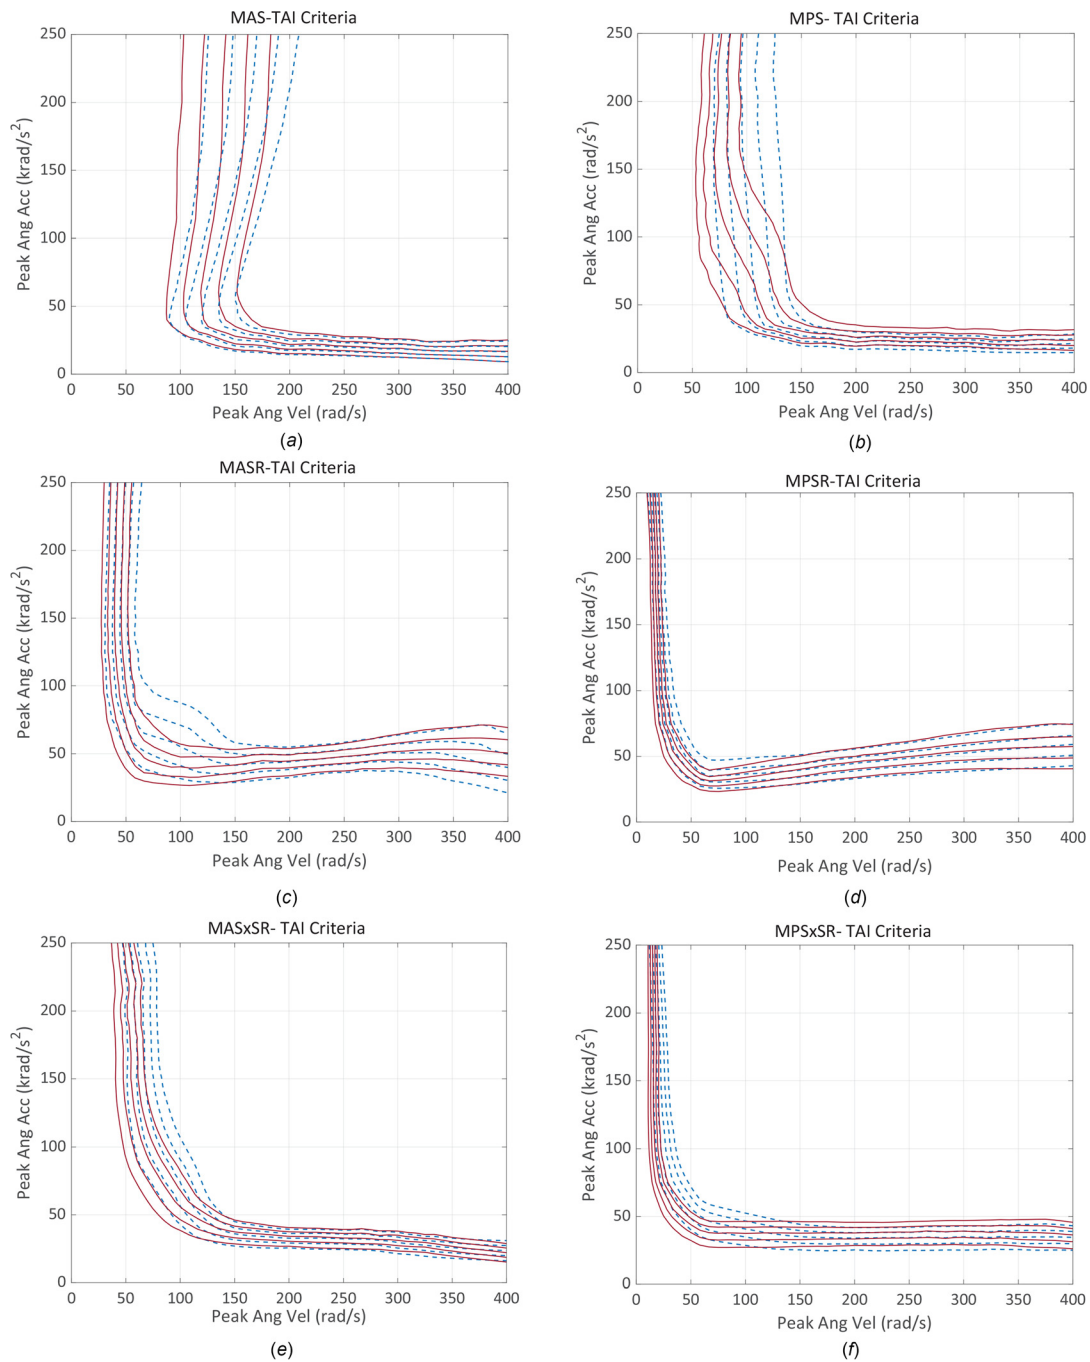 MAS-TAI Criteria
250
200
150
100
50
0
Peak Ang Acc (krad/s²)
0 50 100 150 200 250 300 350 400
Peak Ang Vel (rad/s)
(a)
MPS- TAI Criteria
250
200
150
100
50
0
Peak Ang Acc (rad/s²)
0 50 100 150 200 250 300 350 400
Peak Ang Vel (rad/s)
(b)
MASR-TAI Criteria
250
200
150
100
50
0
Peak Ang Acc (krad/s²)
0 50 100 150 200 250 300 350 400
Peak Ang Vel (rad/s)
(c)
MPSR-TAI Criteria
250
200
150
100
50
0
Peak Ang Acc (krad/s²)
0 50 100 150 200 250 300 350 400
Peak Ang Vel (rad/s)
(d)
MASxSR- TAI Criteria
250
200
150
100
50
0
Peak Ang Acc (krad/s²)
0 50 100 150 200 250 300 350 400
Peak Ang Vel (rad/s)
(e)
MPSxSR- TAI Criteria
250
200
150
100
50
0
Peak Ang Acc (krad/s²)
0 50 100 150 200 250 300 350 400
Peak Ang Vel (rad/s)
(f)